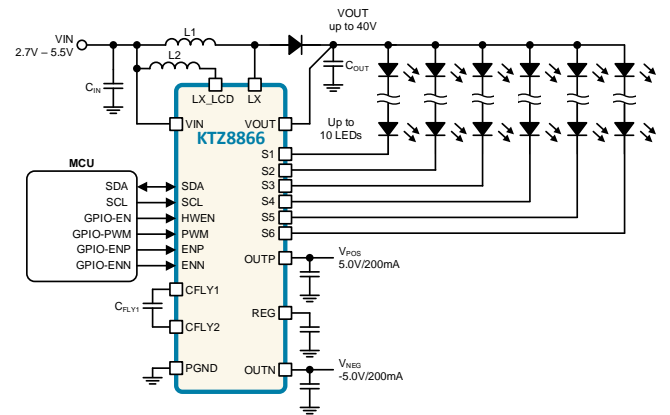 VOUT
up to 40V
VIN
2.7V – 5.5V
L1
L2
CIN
COUT
LX_LCD
LX
VIN
VOUT
KTZ8866
Up to
10 LEDs
S1
S2
S3
S4
S5
S6
MCU
SDA
SCL
GPIO-EN
GPIO-PWM
GPIO-ENP
GPIO-ENN
SDA
SCL
HWEN
PWM
ENP
ENN
OUTP
VPOS
5.0V/200mA
CFLY1
CFLY1
CFLY2
REG
PGND
OUTN
VNEG
-5.0V/200mA